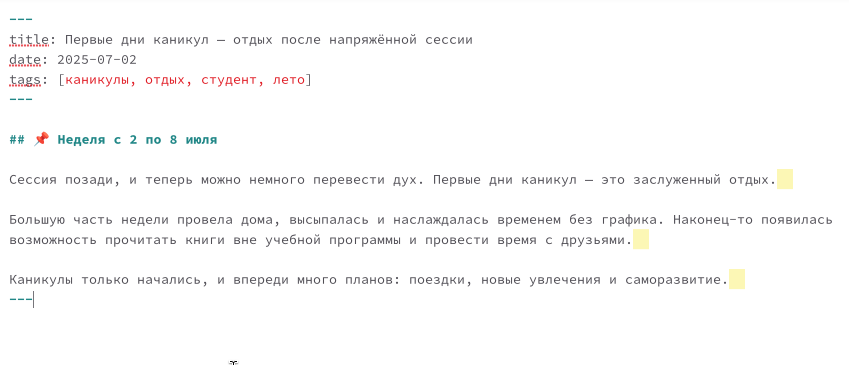 ---
title: Первые дни каникул — отдых после напряжённой сессии
date: 2025-07-02
tags: [каникулы, отдых, студент, лето]
---
## 📌 Неделя с 2 по 8 июля
Сессия позади, и теперь можно немного перевести дух. Первые дни каникул — это заслуженный отдых.
Большую часть недели провела дома, высыпалась и наслаждалась временем без графика. Наконец-то появилась
возможность прочитать книги вне учебной программы и провести время с друзьями.
Каникулы только начались, и впереди много планов: поездки, новые увлечения и саморазвитие.
---